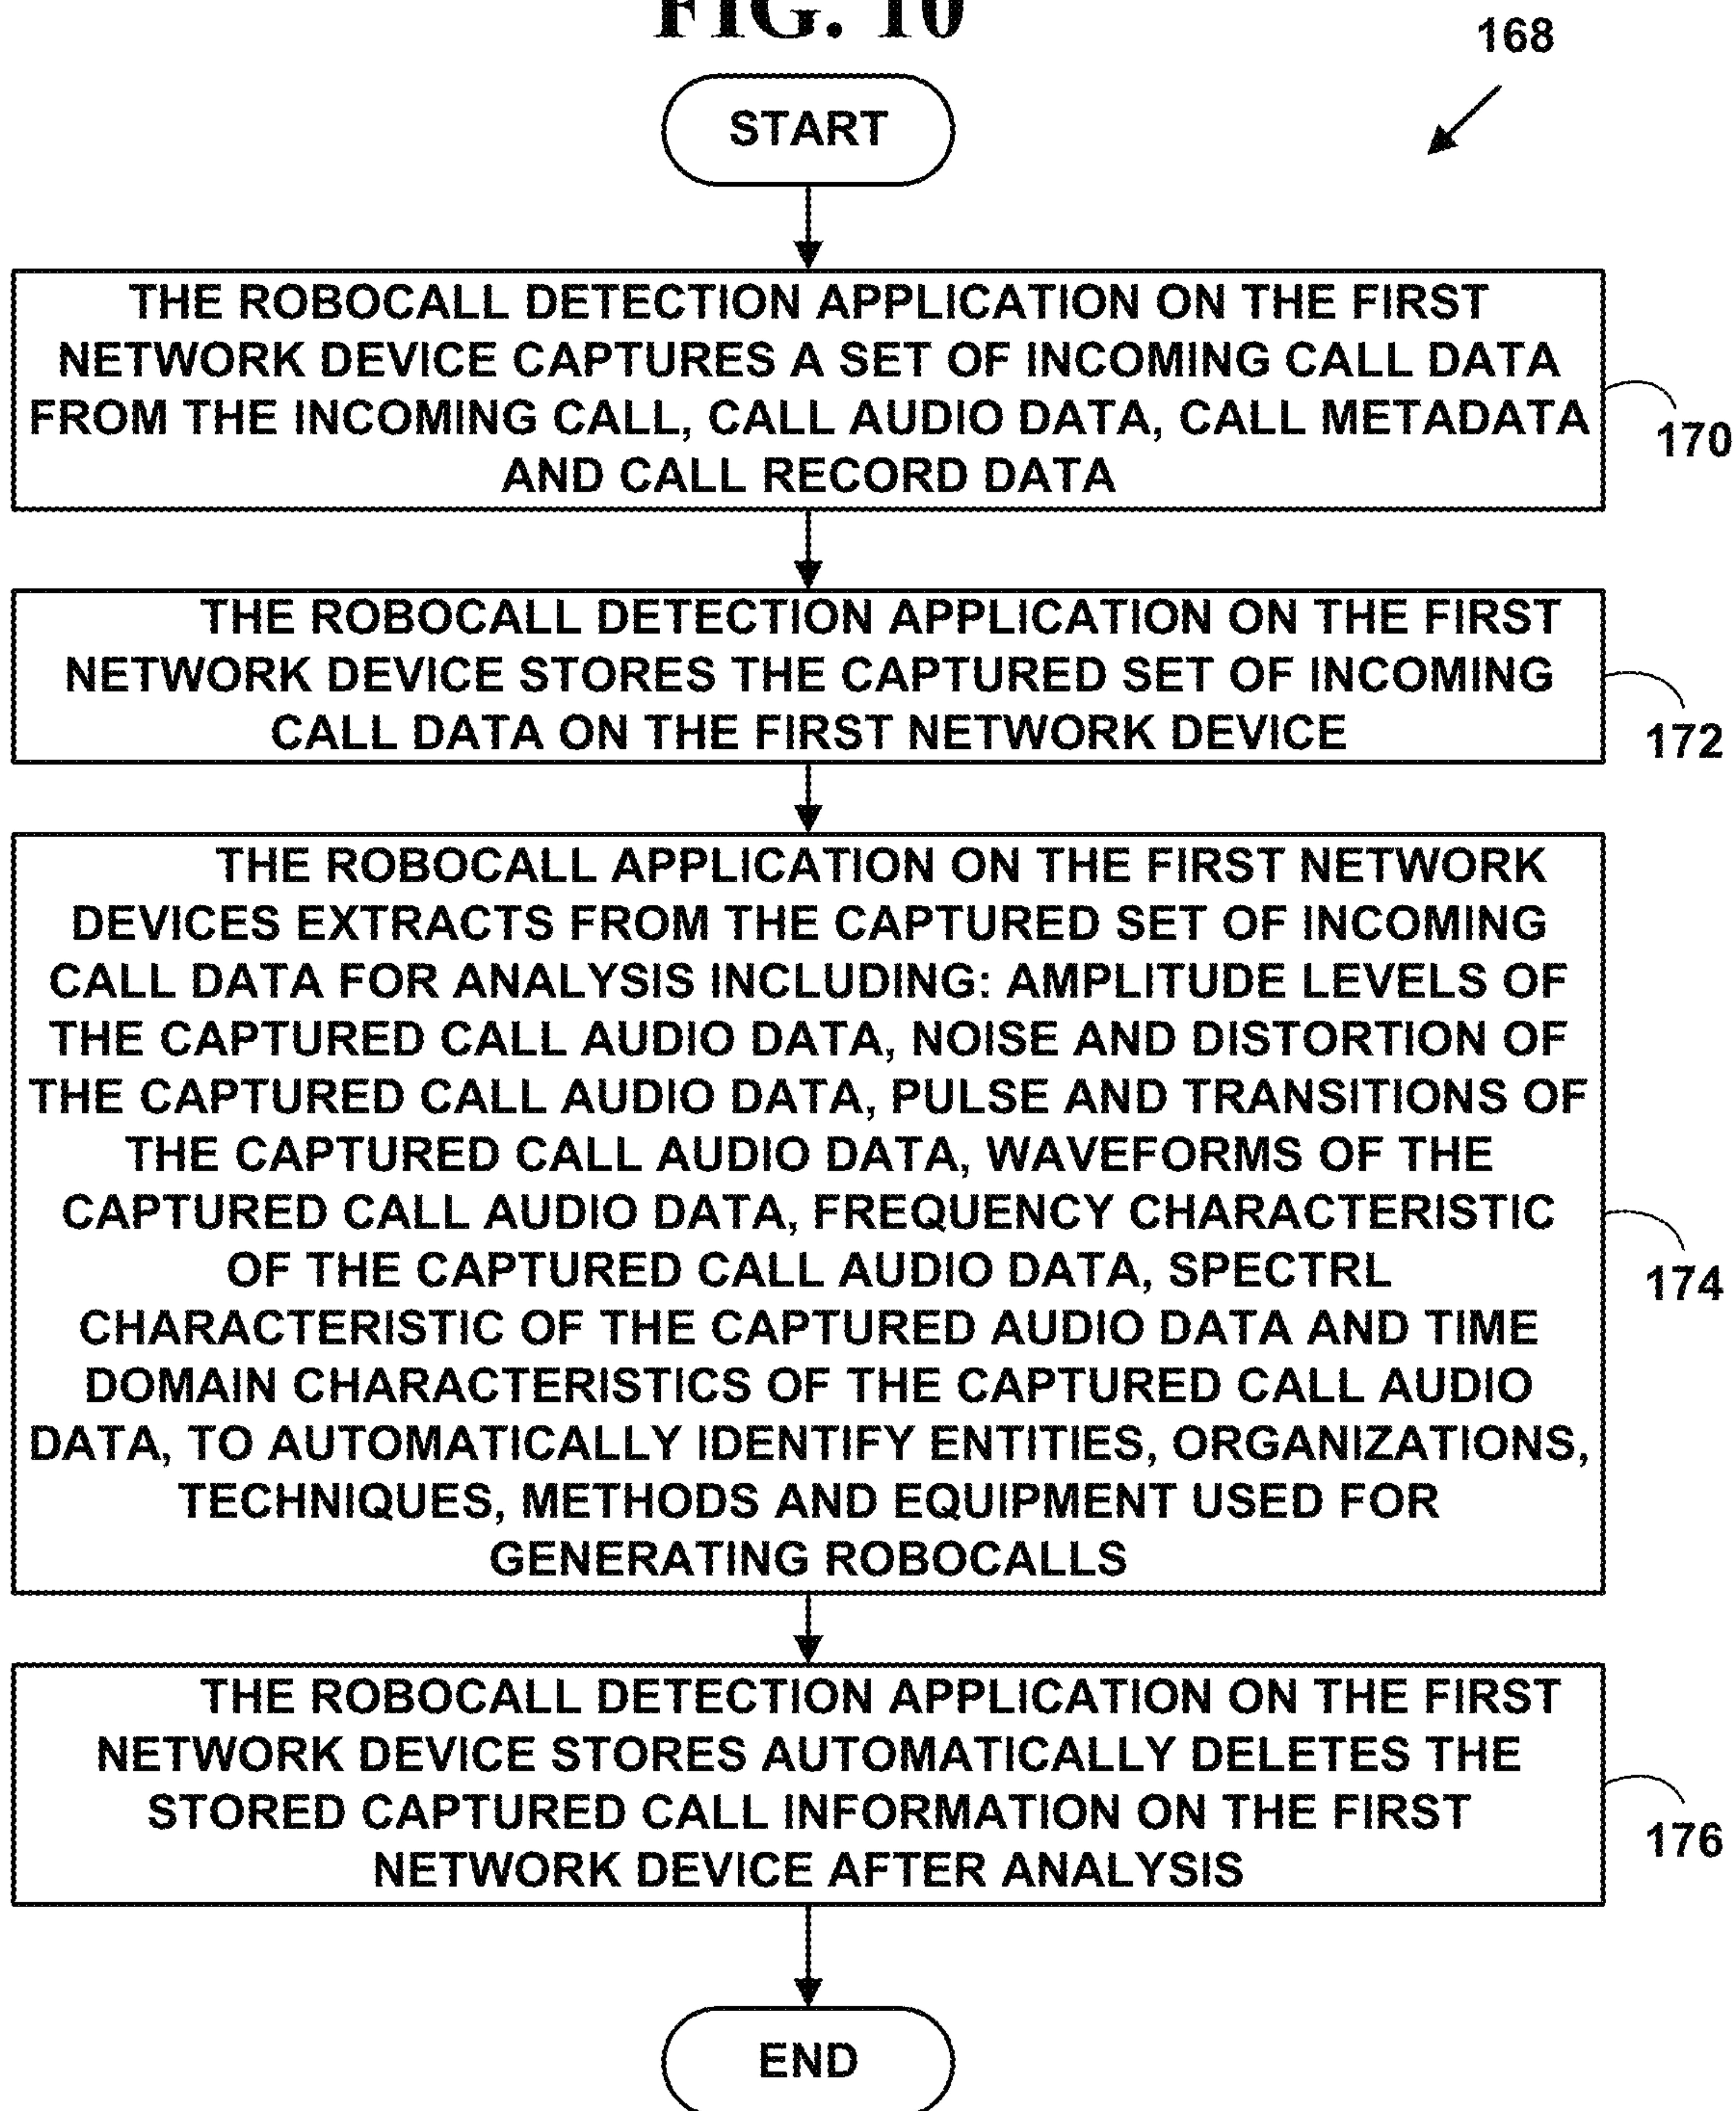 FIG. 10
168
START
THE ROBOCALL DETECTION APPLICATION ON THE FIRST
NETWORK DEVICE CAPTURES A SET OF INCOMING CALL DATA
FROM THE INCOMING CALL, CALL AUDIO DATA, CALL METADATA
AND CALL RECORD DATA
170
THE ROBOCALL DETECTION APPLICATION ON THE FIRST
NETWORK DEVICE STORES THE CAPTURED SET OF INCOMING
CALL DATA ON THE FIRST NETWORK DEVICE
172
THE ROBOCALL APPLICATION ON THE FIRST NETWORK
DEVICES EXTRACTS FROM THE CAPTURED SET OF INCOMING
CALL DATA FOR ANALYSIS INCLUDING: AMPLITUDE LEVELS OF
THE CAPTURED CALL AUDIO DATA, NOISE AND DISTORTION OF
THE CAPTURED CALL AUDIO DATA, PULSE AND TRANSITIONS OF
THE CAPTURED CALL AUDIO DATA, WAVEFORMS OF THE
CAPTURED CALL AUDIO DATA, FREQUENCY CHARACTERISTIC
OF THE CAPTURED CALL AUDIO DATA, SPECTRL
CHARACTERISTIC OF THE CAPTURED AUDIO DATA AND TIME
DOMAIN CHARACTERISTICS OF THE CAPTURED CALL AUDIO
DATA, TO AUTOMATICALLY IDENTIFY ENTITIES, ORGANIZATIONS,
TECHNIQUES, METHODS AND EQUIPMENT USED FOR
GENERATING ROBOCALLS
174
THE ROBOCALL DETECTION APPLICATION ON THE FIRST
NETWORK DEVICE STORES AUTOMATICALLY DELETES THE
STORED CAPTURED CALL INFORMATION ON THE FIRST
NETWORK DEVICE AFTER ANALYSIS
176
END